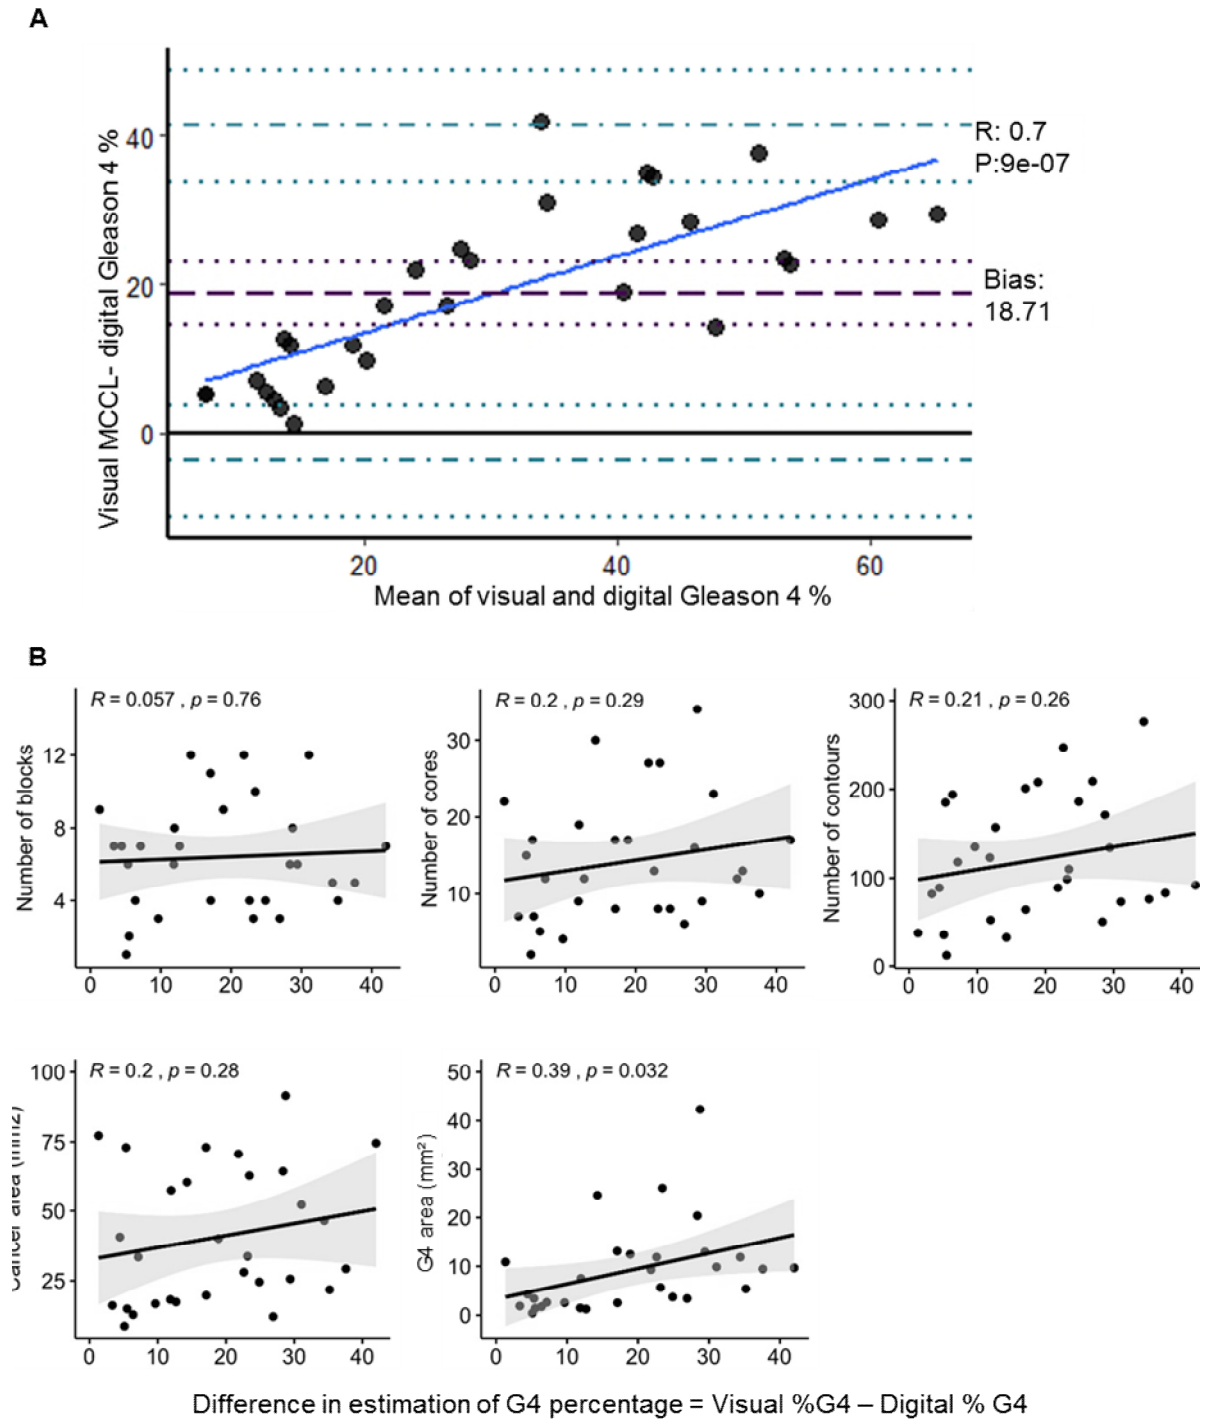 A
Visual MCCL- digital Gleason 4 %
40
20
0
R: 0.7
P:9e-07
Bias:
18.71
20 40 60
Mean of visual and digital Gleason 4 %
B
R = 0.057 , p = 0.76
Number of blocks
12
8
4
0 10 20 30 40
R = 0.2 , p = 0.29
Number of cores
30
20
10
0 10 20 30 40
R = 0.21 , p = 0.26
Number of contours
300
200
100
0
0 10 20 30 40
R = 0.2 , p = 0.28
Cancer area (mm2)
100
75
50
25
0 10 20 30 40
R = 0.39 , p = 0.032
G4 area (mm²)
50
40
30
20
10
0
0 10 20 30 40
Difference in estimation of G4 percentage = Visual %G4 – Digital % G4